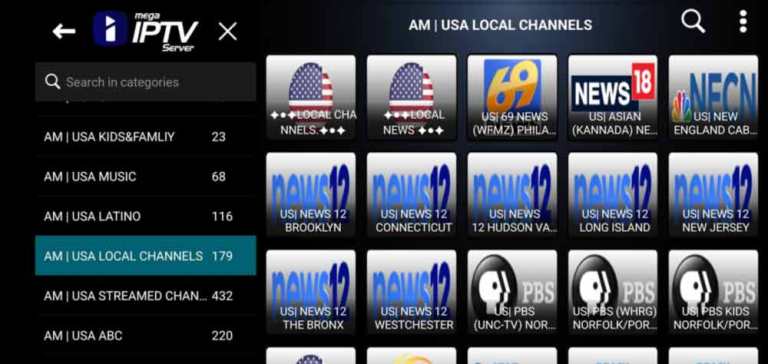 mega
IPTV
Server
Search in categories
AM | USA KIDS&FAMLIY 23
AM | USA MUSIC 68
AM | USA LATINO 116
AM | USA LOCAL CHANNELS 179
AM | USA STREAMED CHAN... 432
AM | USA ABC 220
AM | USA LOCAL CHANNELS
✦●✦LOCAL CHA
NNELS.✦●✦
✦●✦LOCAL
NEWS ✦●✦
69
US| 69 NEWS
(WFMZ) PHILA...
NEWS 18
US| ASIAN
(KANNADA) NE...
NECN
US| NEW
ENGLAND CAB...
news12
US| NEWS 12
BROOKLYN
news12
US| NEWS 12
CONNECTICUT
news12
US| NEWS
12 HUDSON VA...
news12
US| NEWS 12
LONG ISLAND
news12
US| NEWS 12
NEW JERSEY
news12
US| NEWS 12
THE BRONX
news12
US| NEWS 12
WESTCHESTER
PBS
US| PBS
(UNC-TV) NOR...
PBS
US| PBS (WHRG)
NORFOLK/POR...
PBS
US| PBS KIDS
NORFOLK/POR...